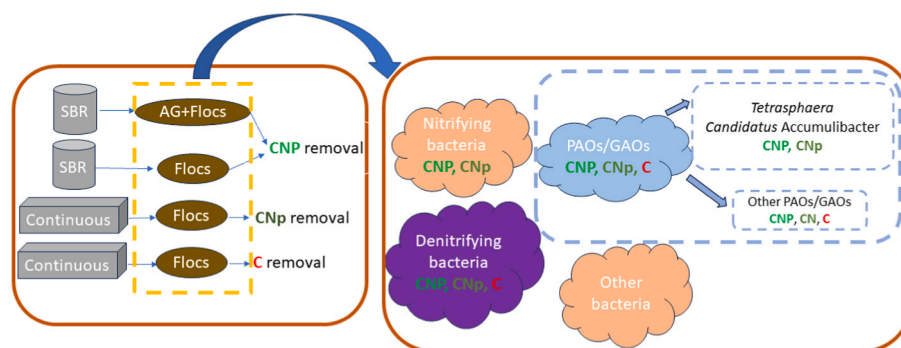 SBR
AG+Flocs
CNP removal
SBR
Flocs
Continuous
Flocs
CNp removal
Continuous
Flocs
C removal
Nitrifying
bacteria
CNP, CNp
PAOs/GAOs
CNP, CNp, C
Tetrasphaera
Candidatus Accumulibacter
CNP, CNp
Other PAOs/GAOs
CNP, CN, C
Denitrifying
bacteria
CNP, CNp, C
Other
bacteria